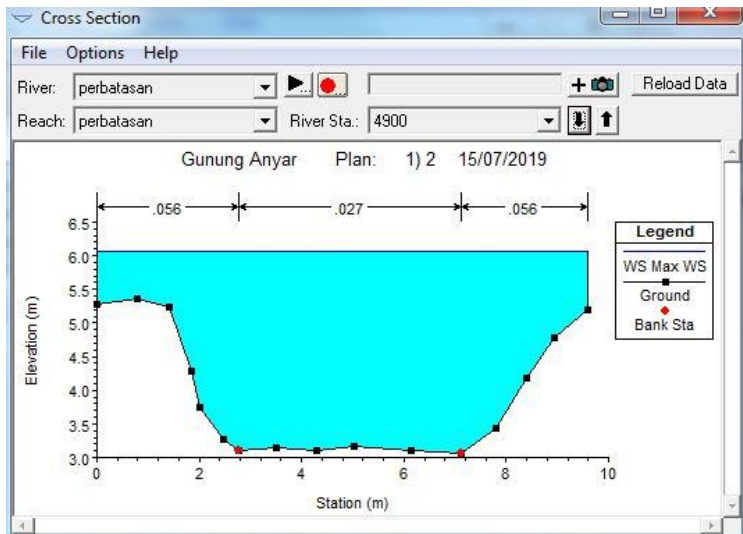 Cross Section
File Options Help
River: perbatasan
Reload Data
Reach: perbatasan River Sta.: 4900
Gunung Anyar Plan: 1) 2 15/07/2019
.056 .027 .056
Legend
WS Max WS
Ground
Bank Sta
6.5
6.0
5.5
5.0
4.5
4.0
3.5
3.0
Elevation (m)
0 2 4 6 8 10
Station (m)